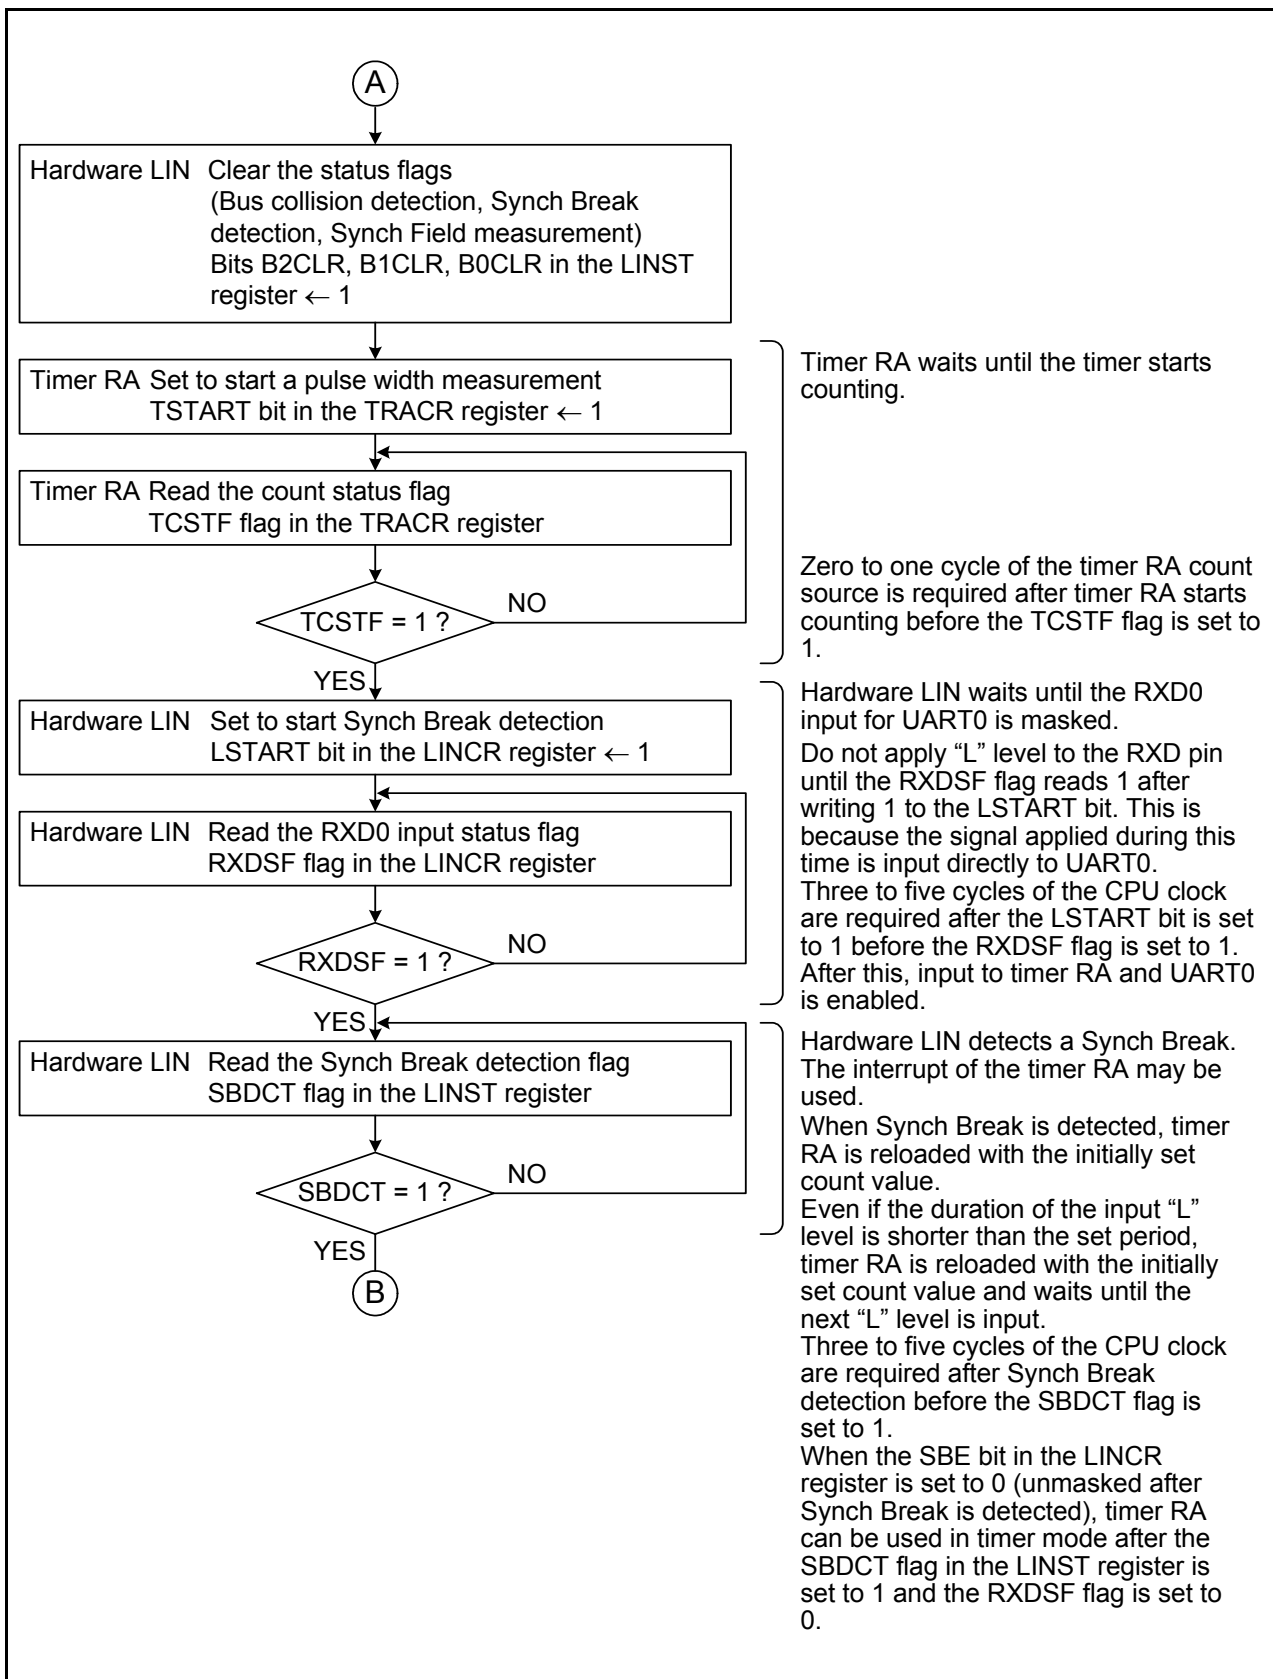 A
Hardware LIN Clear the status flags
(Bus collision detection, Synch Break
detection, Synch Field measurement)
Bits B2CLR, B1CLR, B0CLR in the LINST
register ← 1
Timer RA Set to start a pulse width measurement
TSTART bit in the TRACR register ← 1
Timer RA waits until the timer starts
counting.
Timer RA Read the count status flag
TCSTF flag in the TRACR register
TCSTF = 1 ?
NO
YES
Zero to one cycle of the timer RA count
source is required after timer RA starts
counting before the TCSTF flag is set to
1.
Hardware LIN Set to start Synch Break detection
LSTART bit in the LINCR register ← 1
Hardware LIN Read the RXD0 input status flag
RXDSF flag in the LINCR register
RXDSF = 1 ?
NO
YES
Hardware LIN waits until the RXD0
input for UART0 is masked.
Do not apply “L” level to the RXD pin
until the RXDSF flag reads 1 after
writing 1 to the LSTART bit. This is
because the signal applied during this
time is input directly to UART0.
Three to five cycles of the CPU clock
are required after the LSTART bit is set
to 1 before the RXDSF flag is set to 1.
After this, input to timer RA and UART0
is enabled.
Hardware LIN Read the Synch Break detection flag
SBDCT flag in the LINST register
SBDCT = 1 ?
NO
YES
B
Hardware LIN detects a Synch Break.
The interrupt of the timer RA may be
used.
When Synch Break is detected, timer
RA is reloaded with the initially set
count value.
Even if the duration of the input “L”
level is shorter than the set period,
timer RA is reloaded with the initially
set count value and waits until the
next “L” level is input.
Three to five cycles of the CPU clock
are required after Synch Break
detection before the SBDCT flag is
set to 1.
When the SBE bit in the LINCR
register is set to 0 (unmasked after
Synch Break is detected), timer RA
can be used in timer mode after the
SBDCT flag in the LINST register is
set to 1 and the RXDSF flag is set to
0.